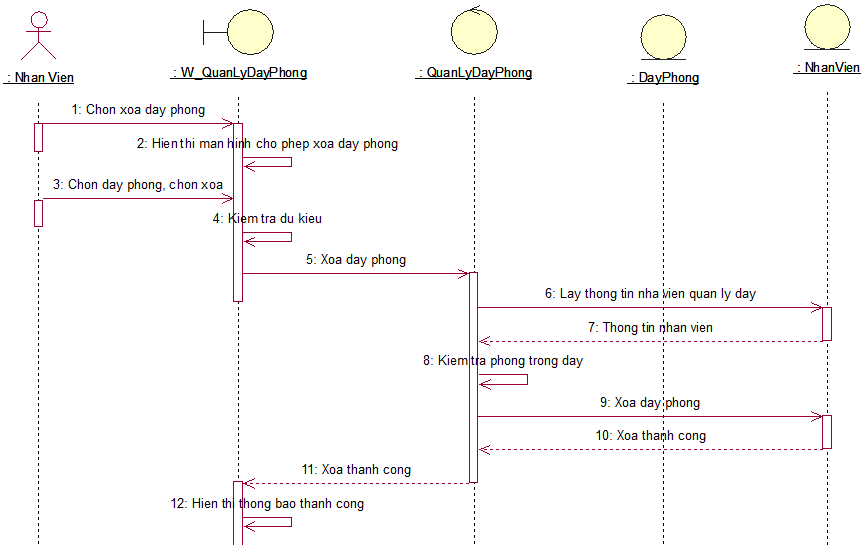 : Nhan Vien
: W_QuanLyDayPhong
: QuanLyDayPhong
: DayPhong
: NhanVien
1: Chon xoa day phong
2: Hien thi man hinh cho phep xoa day phong
3: Chon day phong, chon xoa
4: Kiem tra du kieu
5: Xoa day phong
6: Lay thong tin nha vien quan ly day
7: Thong tin nhan vien
8: Kiem tra phong trong day
9: Xoa day phong
10: Xoa thanh cong
11: Xoa thanh cong
12: Hien thi thong bao thanh cong